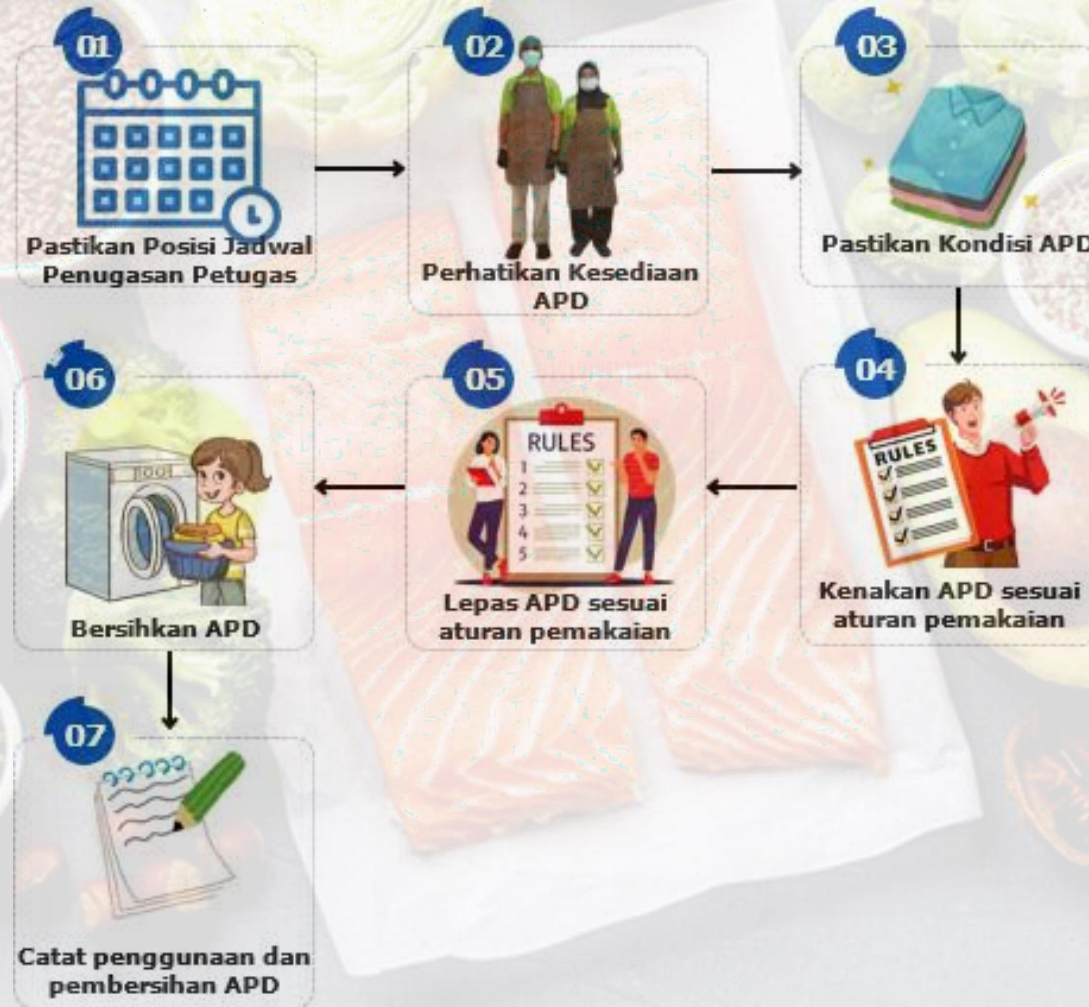 01
Pastikan Posisi Jadwal
Penugasan Petugas
02
Perhatikan Kesediaan
APD
03
Pastikan Kondisi APD
04
RULES
Kenakan APD sesuai
aturan pemakaian
05
RULES
1
2
3
4
5
Lepas APD sesuai
aturan pemakaian
06
Bersihkan APD
07
Catat penggunaan dan
pembersihan APD